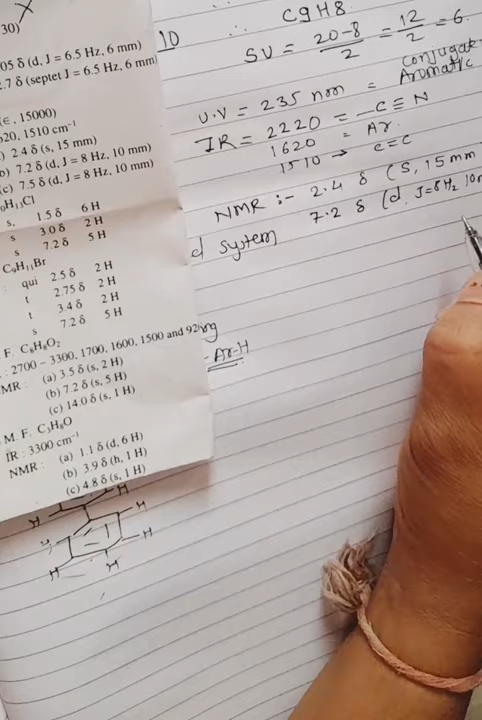 30)
05 δ (d, J = 6.5 Hz, 6 mm)
.7 δ (septet J = 6.5 Hz, 6 mm)
(ϵ, 15000)
620, 1510 cm⁻¹
) 2.4 δ (s, 15 mm)
b) 7.2 δ (d, J = 8 Hz, 10 mm)
(c) 7.5 δ (d, J = 8 Hz, 10 mm)
H₁₃Cl
s, 1.5 δ 6 H
s 3.0 δ 2 H
s 7.2 δ 5 H
C₉H₁₁Br
: qui 2.5 δ 2 H
t 2.75 δ 2 H
t 3.4 δ 2 H
s 7.2 δ 5 H
F. C₈H₈O₂
: 2700 – 3300, 1700, 1600, 1500 and 92
MR : (a) 3.5 δ (s, 2 H)
(b) 7.2 δ (s, 5 H)
(c) 14.0 δ (s, 1 H)
M. F. C₃H₈O
IR : 3300 cm⁻¹
NMR : (a) 1.1 δ (d, 6 H)
(b) 3.9 δ (h, 1 H)
(c) 4.8 δ (s, 1 H)
10
∴ C9H8
SV = 20-8/2 = 12/2 = 6.
U.V = 235 nm = Conjugate
Aromatic
IR = 2220 = -C≡N
1620 = Ar.
1510 → C=C
NMR :- 2.4 δ (S, 15 mm
7.2 δ (d, J=8Hz 10
d system
ing
= Ar-H
H
H
H
H
H
H